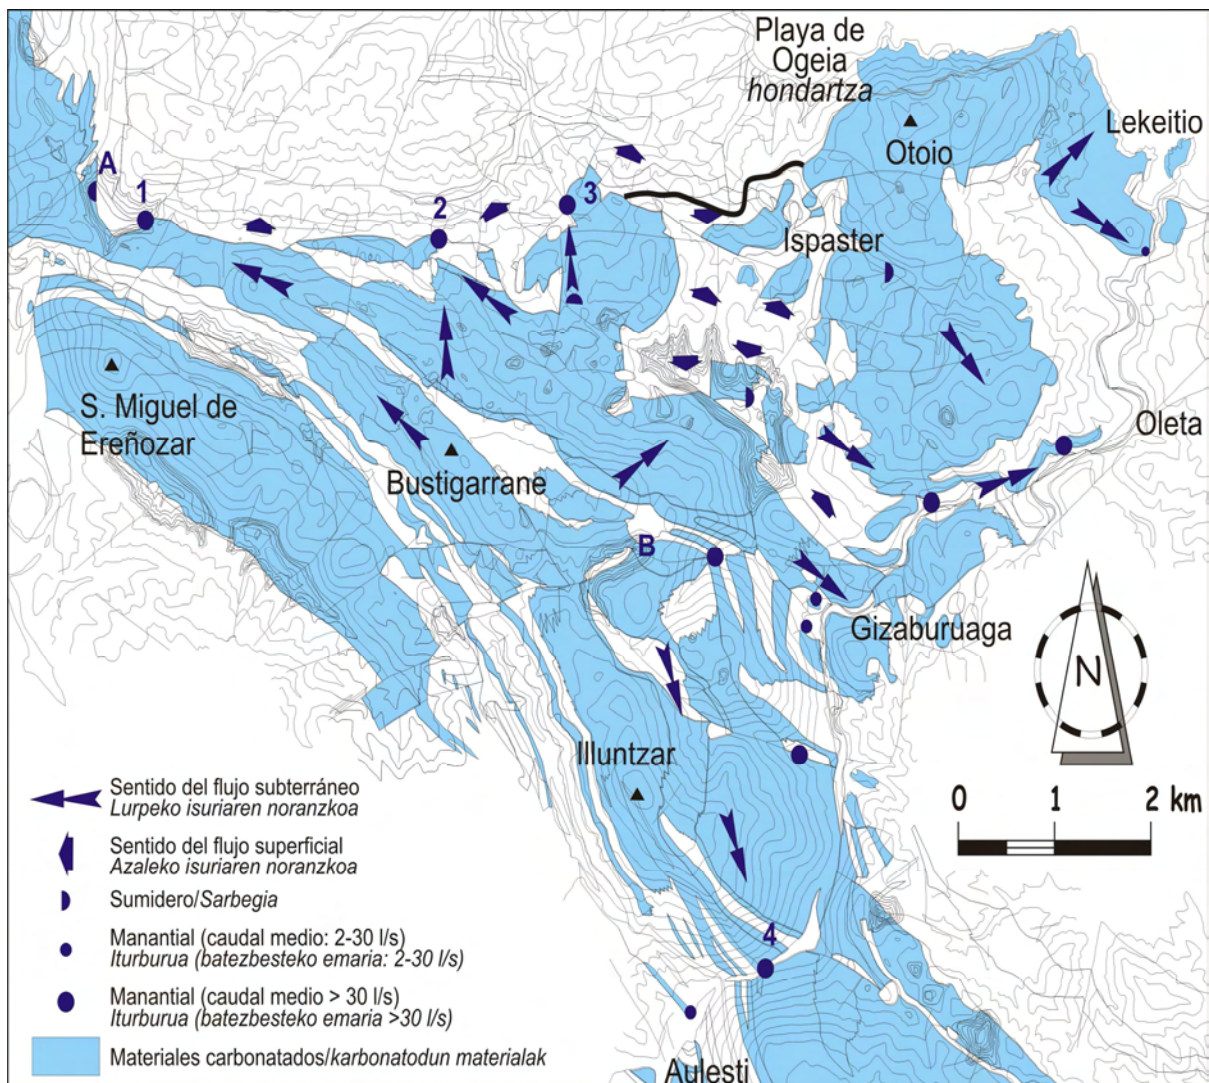 Playa de
Ogeia
hondartza
Lekeitio
Otoio
A
1
2
3
Ispaster
S. Miguel de
Ereñozar
Bustigarrane
Oleta
B
Gizaburuaga
N
Illuntzar
0 1 2 km
4
Aulesti
Sentido del flujo subterráneo
Lurpeko isuriaren noranzkoa
Sentido del flujo superficial
Azaleko isuriaren noranzkoa
Sumidero/Sarbegia
Manantial (caudal medio: 2-30 l/s)
Iturburua (batezbesteko emaria: 2-30 l/s)
Manantial (caudal medio > 30 l/s)
Iturburua (batezbesteko emaria >30 l/s)
Materiales carbonatados/karbonatodun materialak